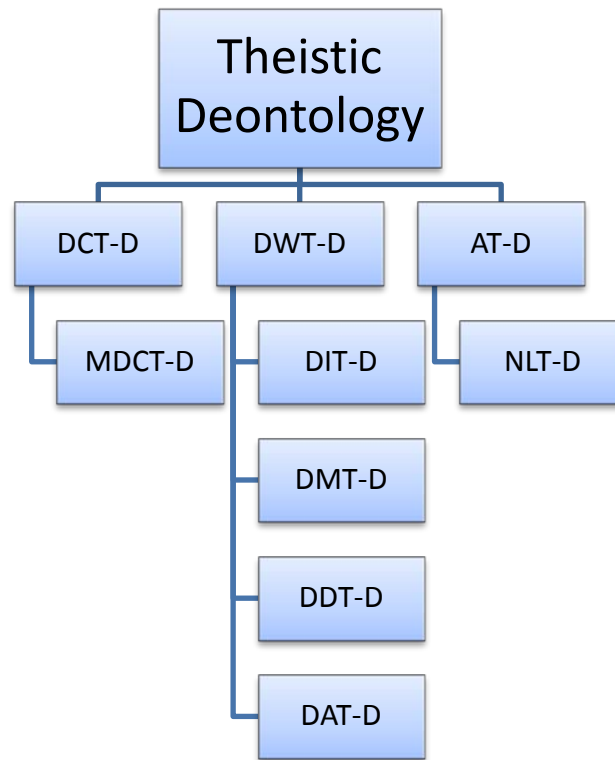 Theistic
Deontology
DCT-D
DWT-D
AT-D
MDCT-D
DIT-D
NLT-D
DMT-D
DDT-D
DAT-D